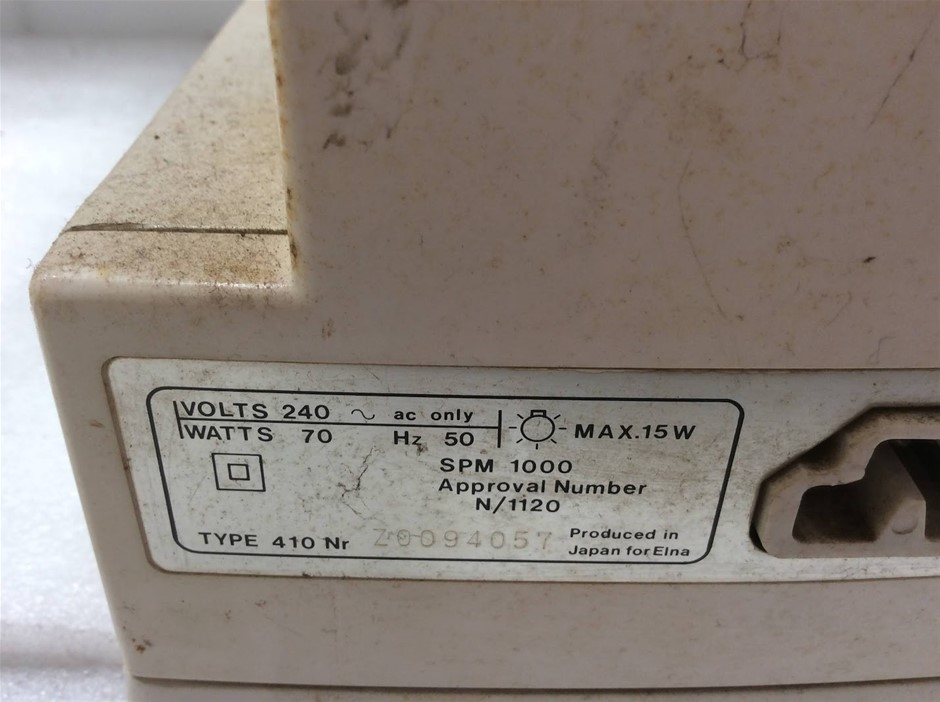 VOLTS 240 ~ ac only
WATTS 70 Hz 50
MAX.15W
SPM 1000
Approval Number
N/1120
TYPE 410 Nr Z0094057
Produced in
Japan for Elna